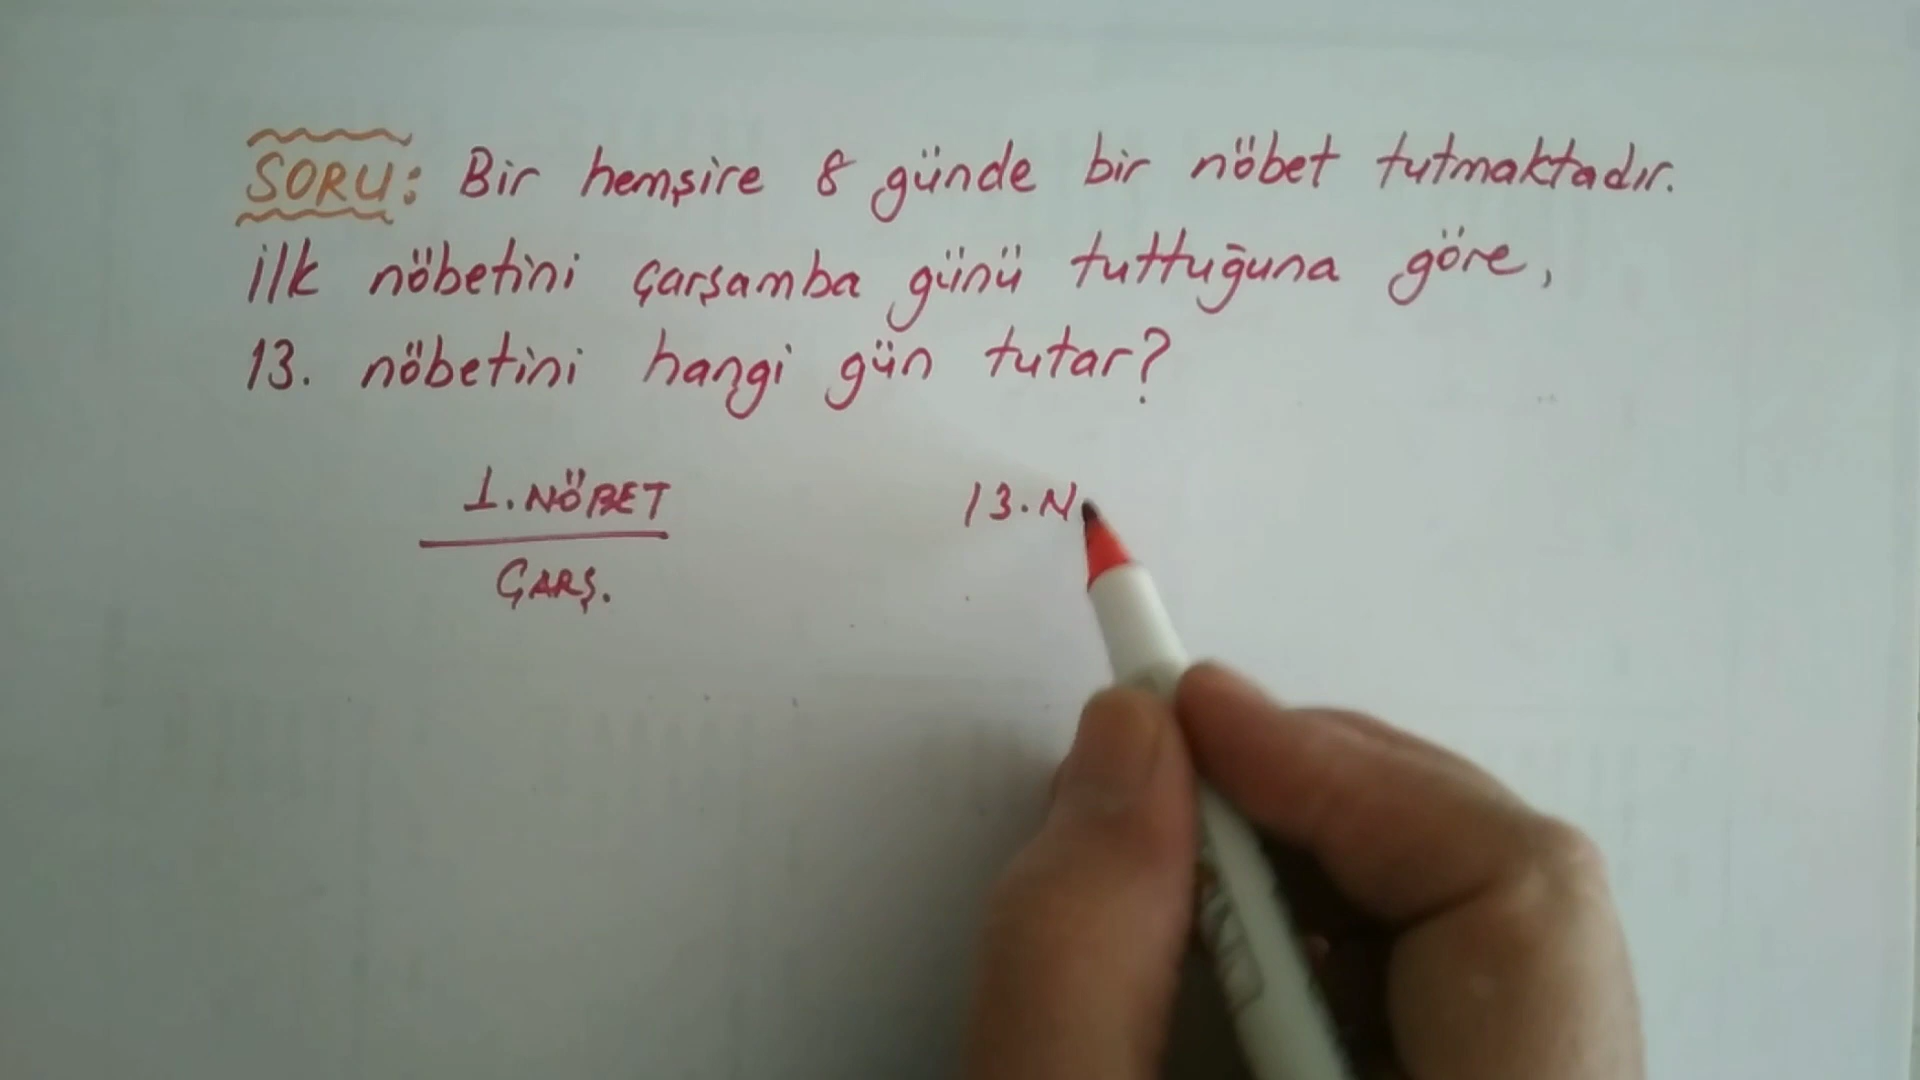 SORU: Bir hemşire 8 günde bir nöbet tutmaktadır.
ilk nöbetini çarşamba günü tuttuğuna göre,
13. nöbetini hangi gün tutar?
1. NÖBET 13. N
ÇARŞ.